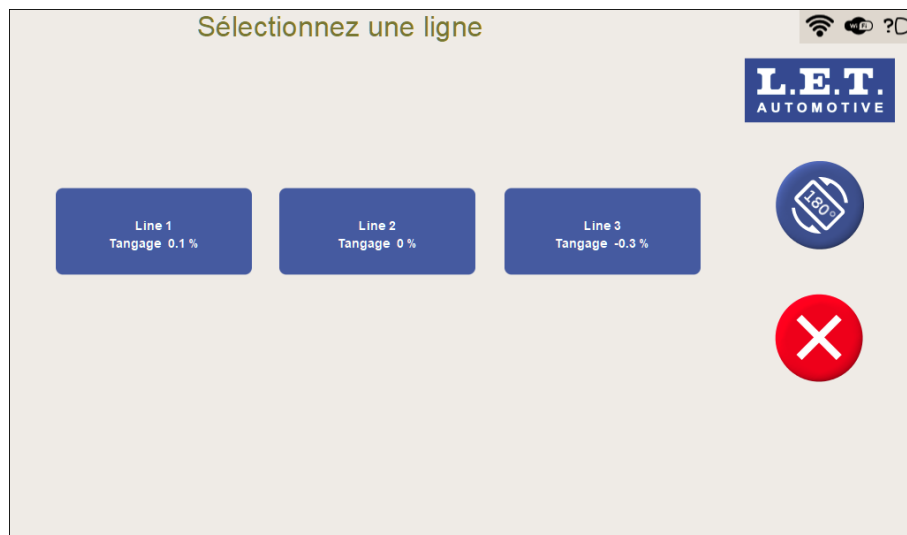 Sélectionnez une ligne
WiFi
?
L.E.T.
AUTOMOTIVE
Line 1
Tangage 0.1 %
Line 2
Tangage 0 %
Line 3
Tangage -0.3 %
180°